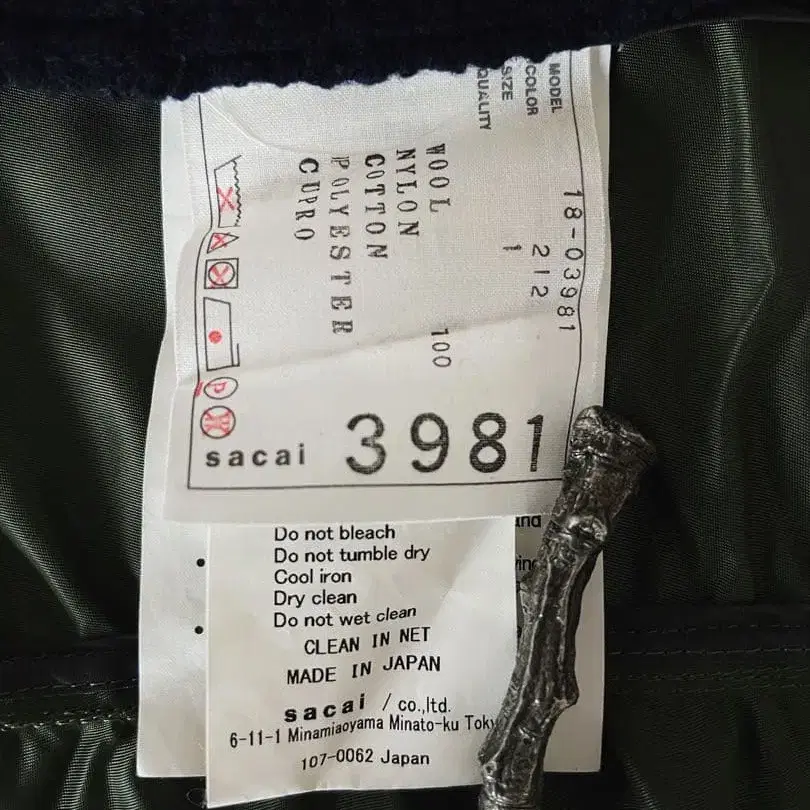 MODEL 18-03981
COLOR 212
SIZE 1
QUALITY
WOOL 100
NYLON
COTTON
POLYESTER
CUPRO
P
W
sacai 3981
and
Do not bleach
Do not tumble dry
Cool iron
Dry clean
Do not wet clean
CLEAN IN NET
MADE IN JAPAN
sacai / co.,ltd.
6-11-1 Minamiaoyama Minato-ku
107-0062 Japan